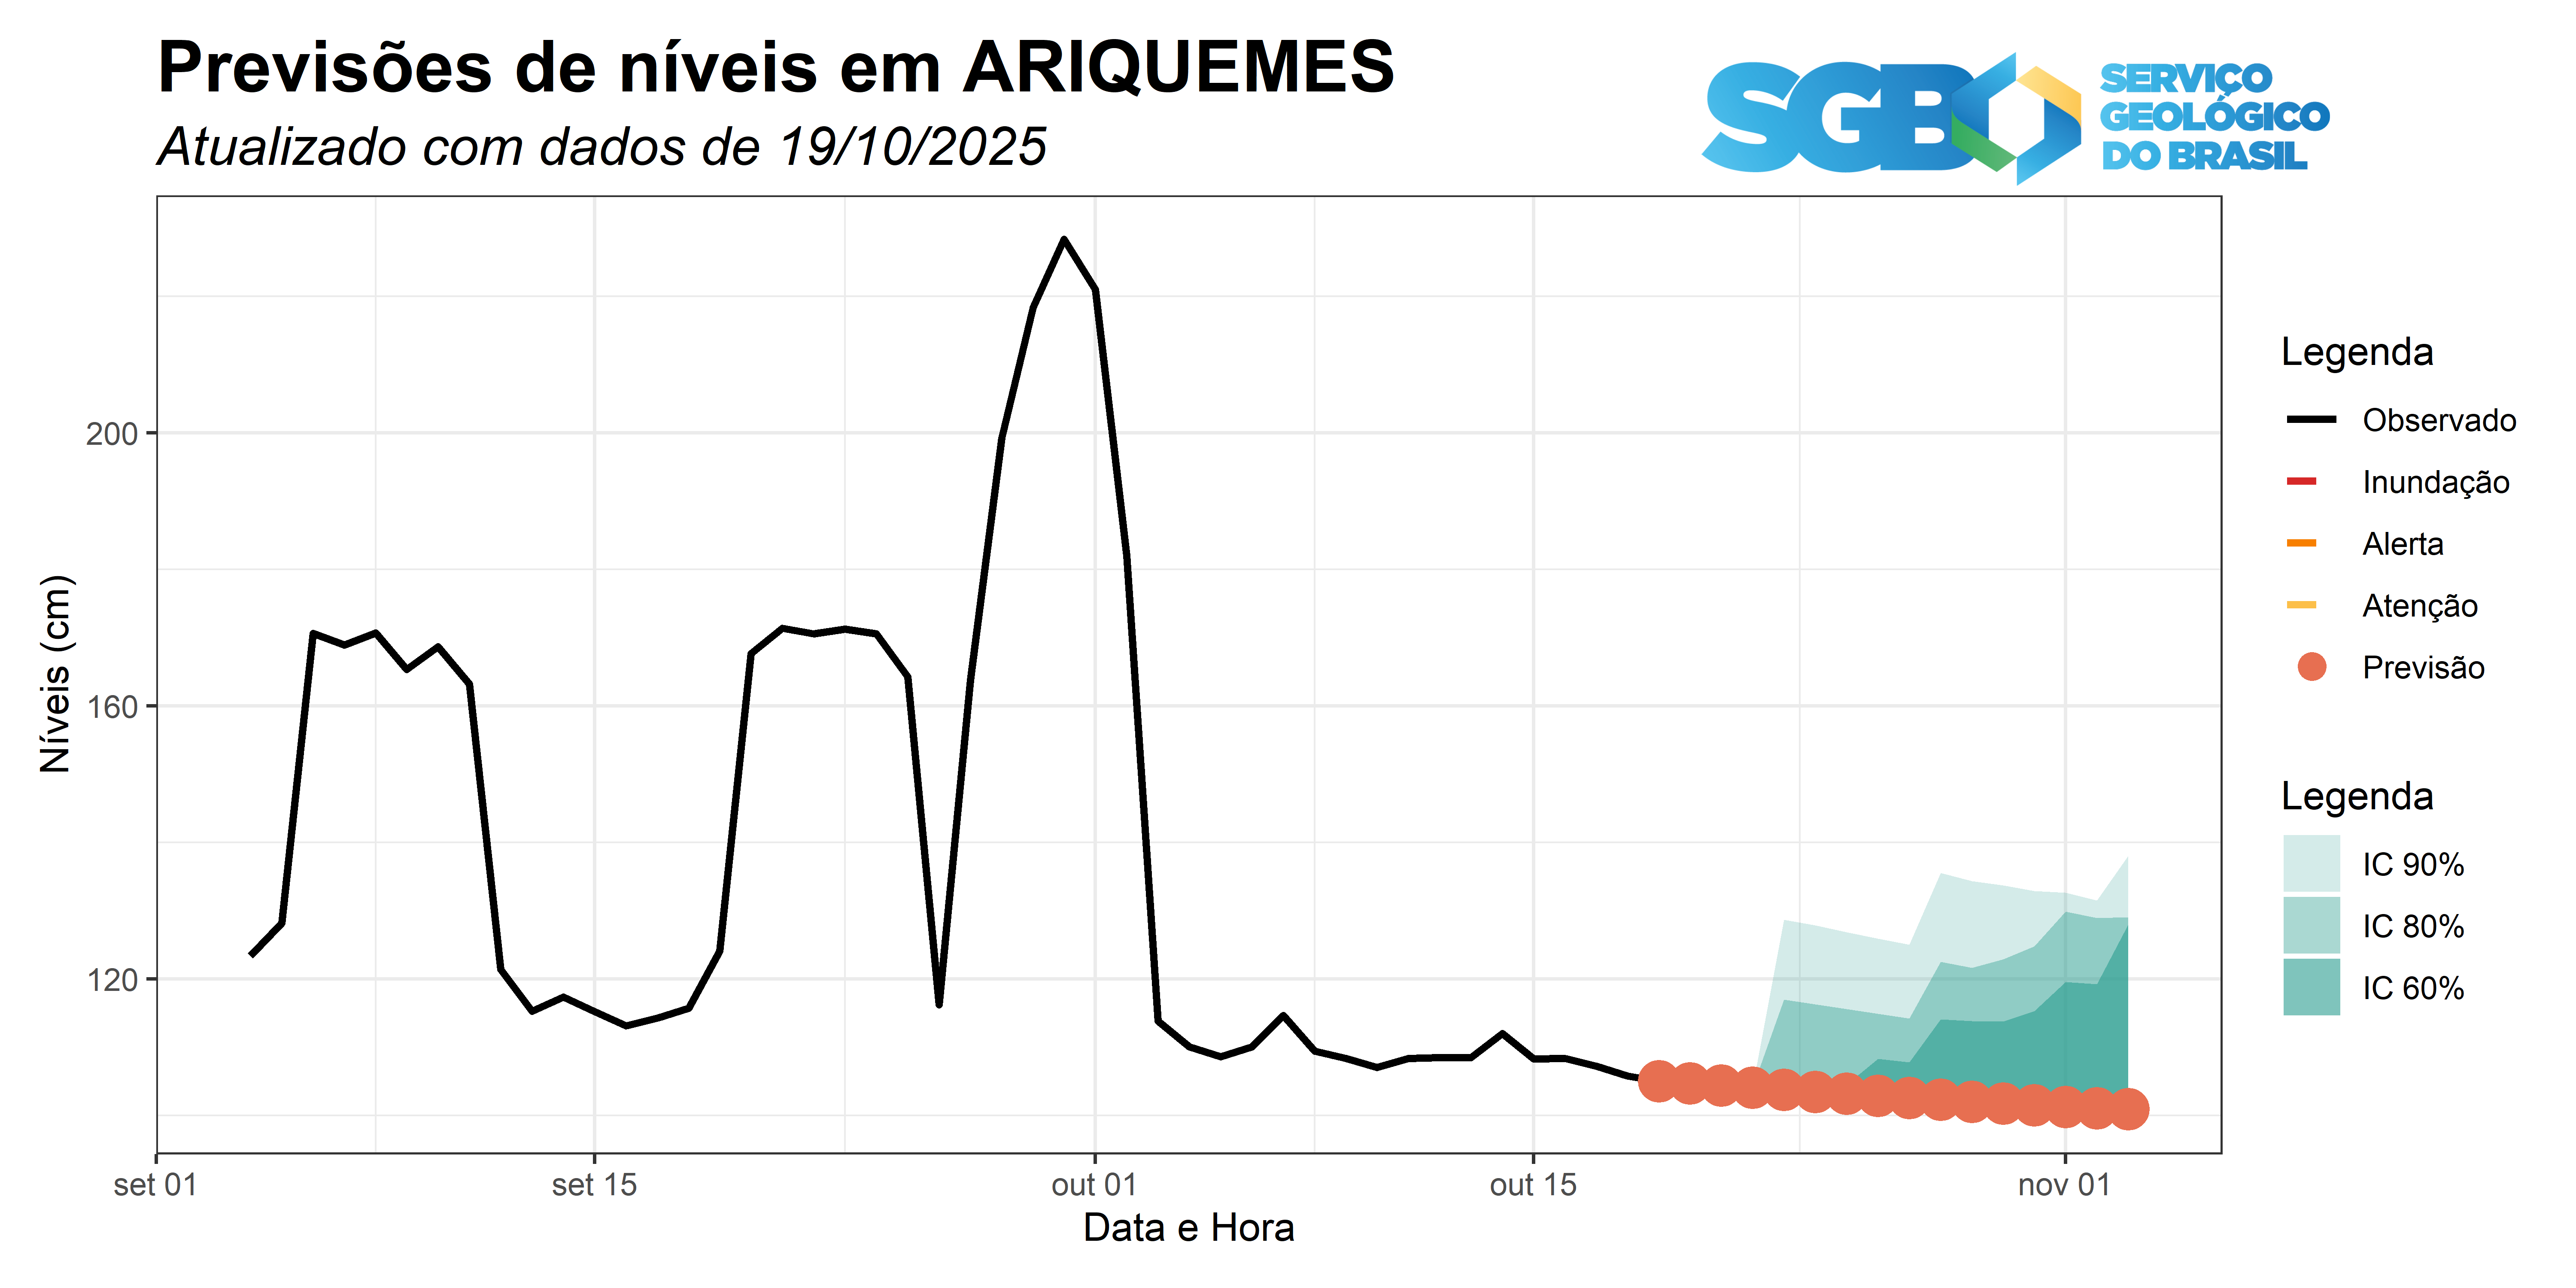 Previsões de níveis em ARIQUEMES
Atualizado com dados de 19/10/2025
SGB
SERVIÇO
GEOLÓGICO
DO BRASIL
Níveis (cm)
200
160
120
set 01
set 15
out 01
out 15
nov 01
Data e Hora
Legenda
Observado
Inundação
Alerta
Atenção
Previsão
Legenda
IC 90%
IC 80%
IC 60%